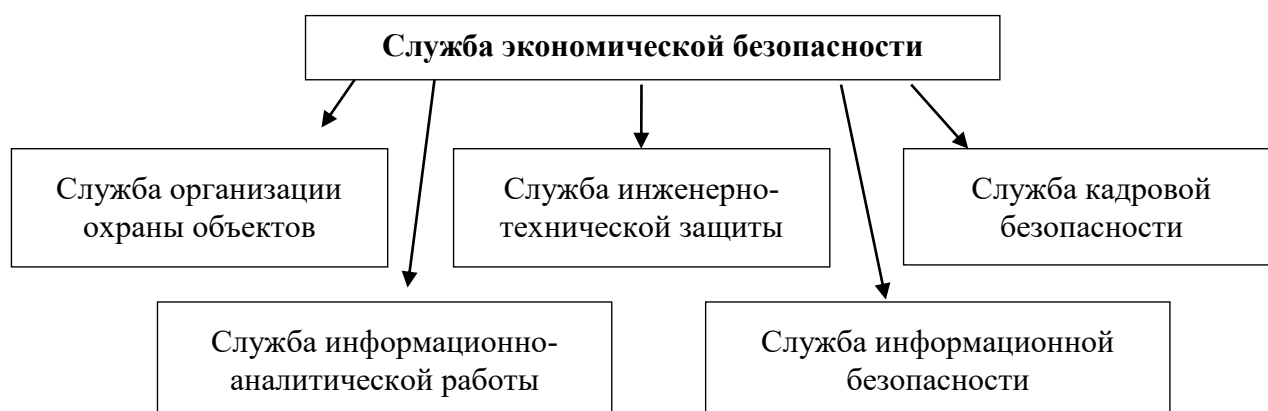 Служба экономической безопасности
Служба организации
охраны объектов
Служба инженерно-
технической защиты
Служба кадровой
безопасности
Служба информационно-
аналитической работы
Служба информационной
безопасности